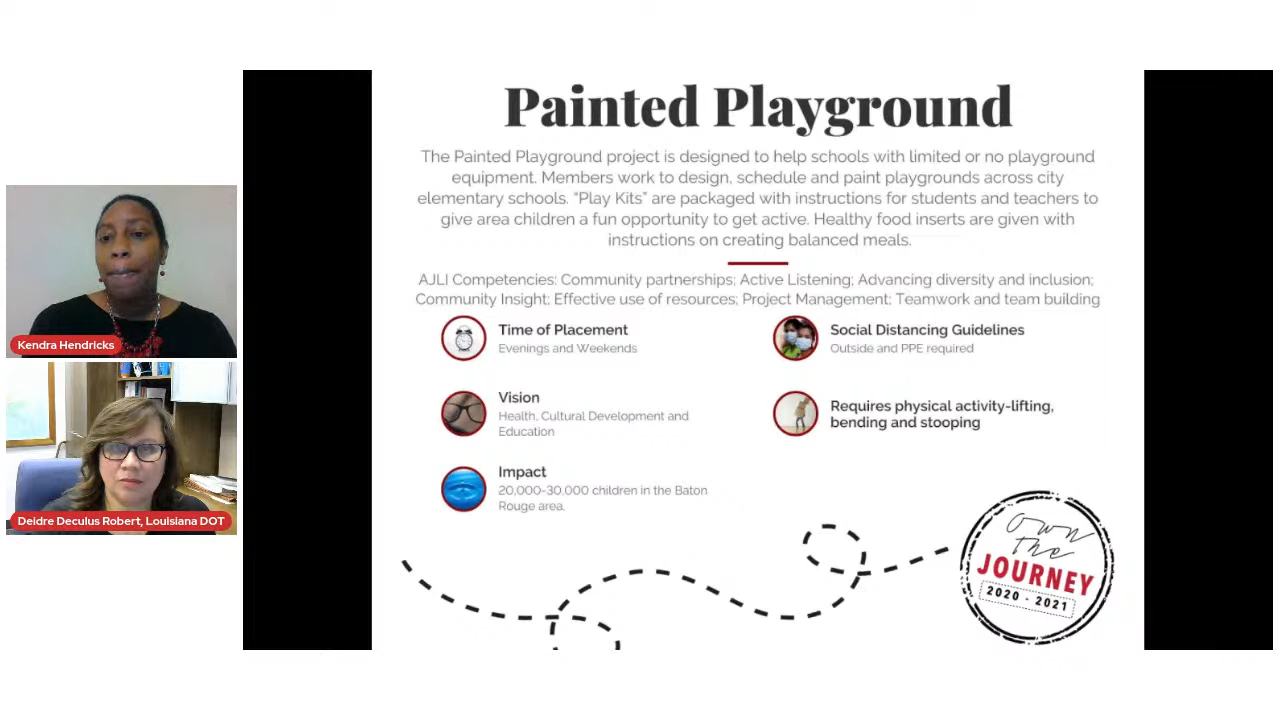 Painted Playground
The Painted Playground project is designed to help schools with limited or no playground
equipment. Members work to design, schedule and paint playgrounds across city
elementary schools. “Play Kits” are packaged with instructions for students and teachers to
give area children a fun opportunity to get active. Healthy food inserts are given with
instructions on creating balanced meals.
AJLI Competencies: Community partnerships; Active Listening; Advancing diversity and inclusion;
Community Insight; Effective use of resources; Project Management; Teamwork and team building
Time of Placement
Evenings and Weekends
Social Distancing Guidelines
Outside and PPE required
Vision
Health, Cultural Development and
Education
Requires physical activity-lifting,
bending and stooping
Impact
20,000-30,000 children in the Baton
Rouge area.
own
the
JOURNEY
2020 - 2021
Kendra Hendricks
Deidre Deculus Robert, Louisiana DOT